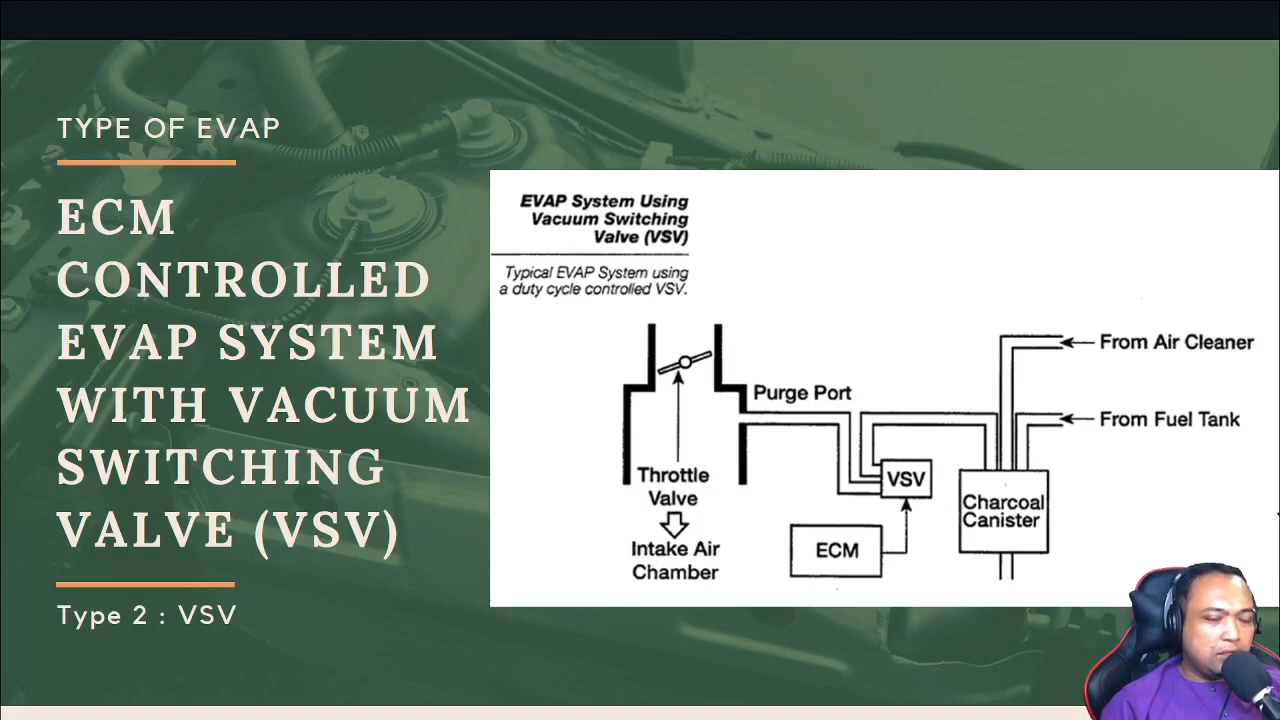 TYPE OF EVAP
ECM
CONTROLLED
EVAP SYSTEM
WITH VACUUM
SWITCHING
VALVE (VSV)
Type 2 : VSV
EVAP System Using
Vacuum Switching
Valve (VSV)
Typical EVAP System using
a duty cycle controlled VSV.
From Air Cleaner
Purge Port
From Fuel Tank
Throttle
Valve
VSV
Charcoal
Canister
ECM
Intake Air
Chamber